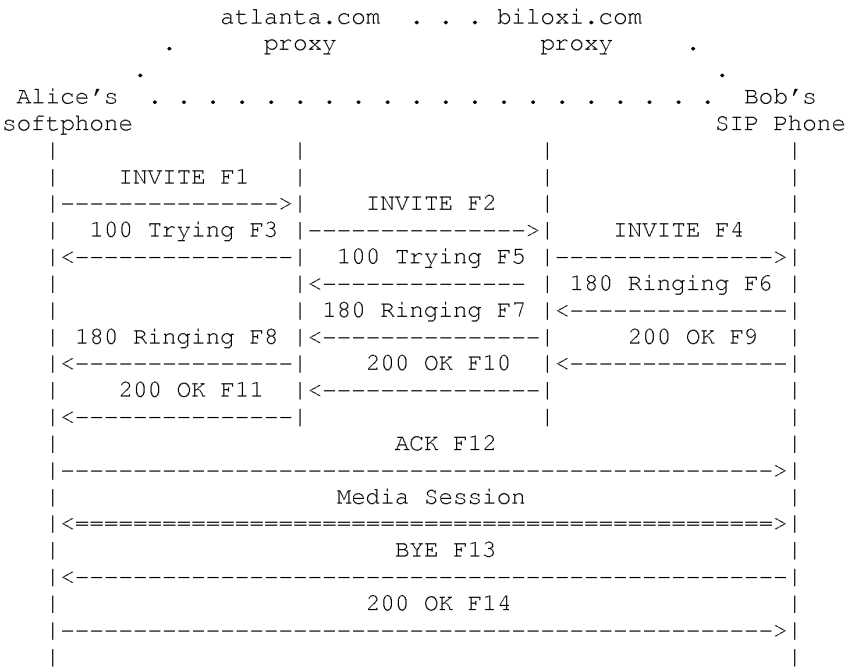 atlanta.com . . . biloxi.com
. proxy proxy .
. .
Alice's . . . . . . . . . . . . . . . . . . . . Bob's
softphone SIP Phone
| | | |
| INVITE F1 | | |
|--------------->| INVITE F2 | |
| 100 Trying F3 |--------------->| INVITE F4 |
|<---------------| 100 Trying F5 |--------------->|
| |<-------------- | 180 Ringing F6 |
| | 180 Ringing F7 |<---------------|
| 180 Ringing F8 |<---------------| 200 OK F9 |
|<---------------| 200 OK F10 |<---------------|
| 200 OK F11 |<---------------| |
|<---------------| | |
| ACK F12 |
|------------------------------------------------->|
| Media Session |
|<================================================>|
| BYE F13 |
|<-------------------------------------------------|
| 200 OK F14 |
|------------------------------------------------->|
| |